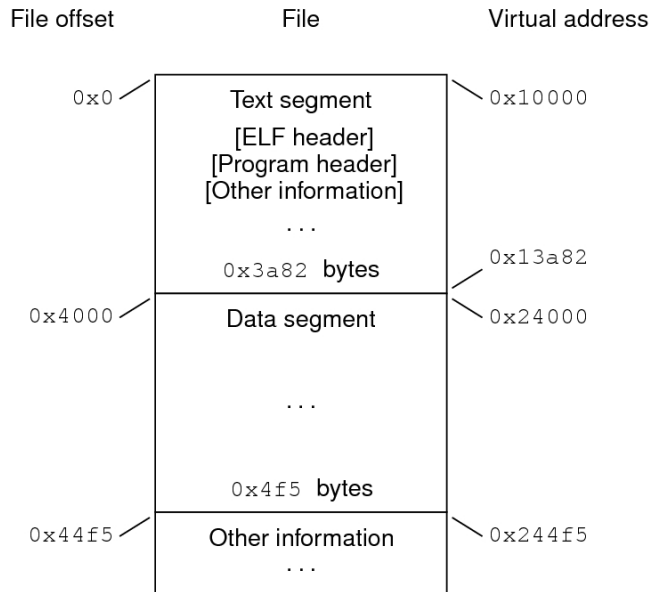 File offset File Virtual address
0x0 Text segment 0x10000
[ELF header]
[Program header]
[Other information]
...
0x3a82 bytes 0x13a82
0x4000 Data segment 0x24000
...
0x4f5 bytes
0x44f5 Other information 0x244f5
...